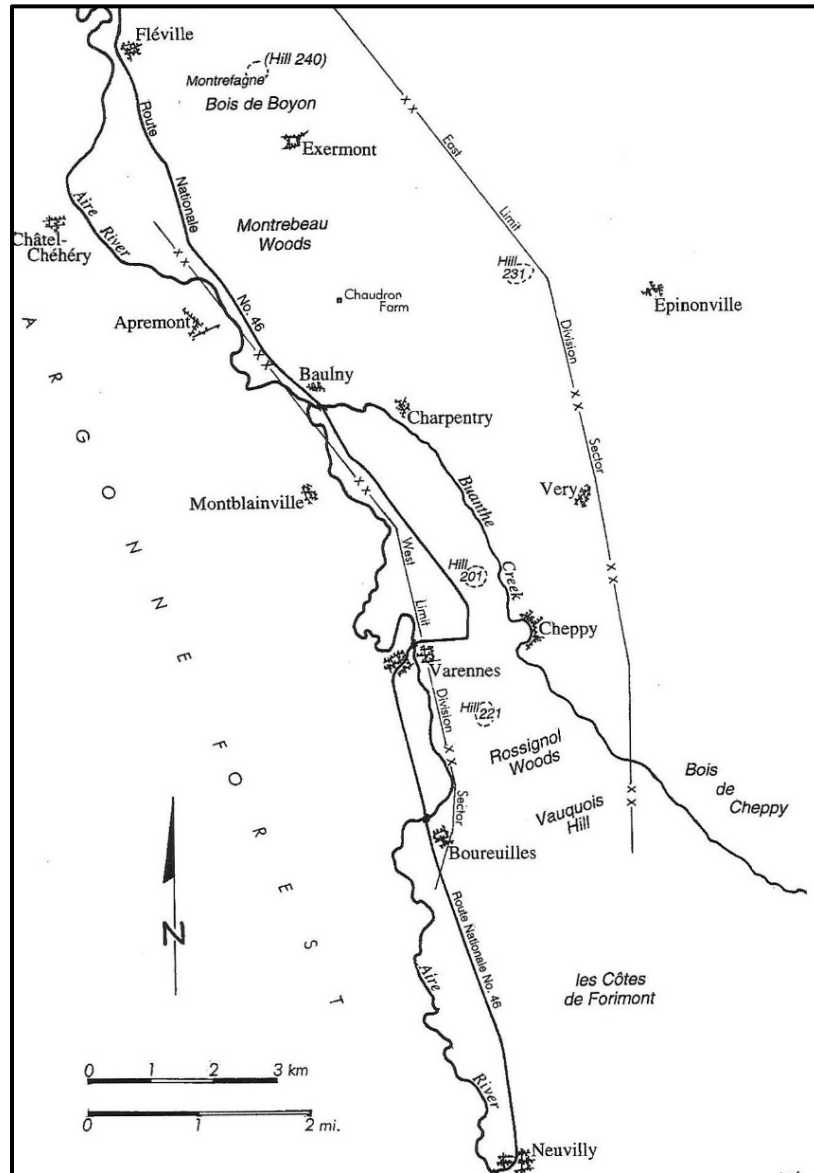 Fléville
(Hill 240)
Montrefagne
Bois de Boyon
Exermont
Route
Nationale
No. 46
X X
East
Limit
Division
Sector
X X
X X
Aire
River
Châtel-
Chéhéry
Montrebeau
Woods
Hill
231
Epinonville
X X
Chaudron
Farm
Apremont
X X
Baulny
Charpentry
Montblainville
X X
Buanthe
Creek
Very
Hill
201
West
Limit
Division
X X
Sector
Cheppy
Varennes
Hill
221
Rossignol
Woods
Vauquois
Hill
X X
Bois
de
Cheppy
Boureuilles
ARGONNE FOREST
N
Route Nationale No. 46
Aire
River
les Côtes
de Forimont
0 1 2 3 km
0 1 2 mi.
Neuvilly